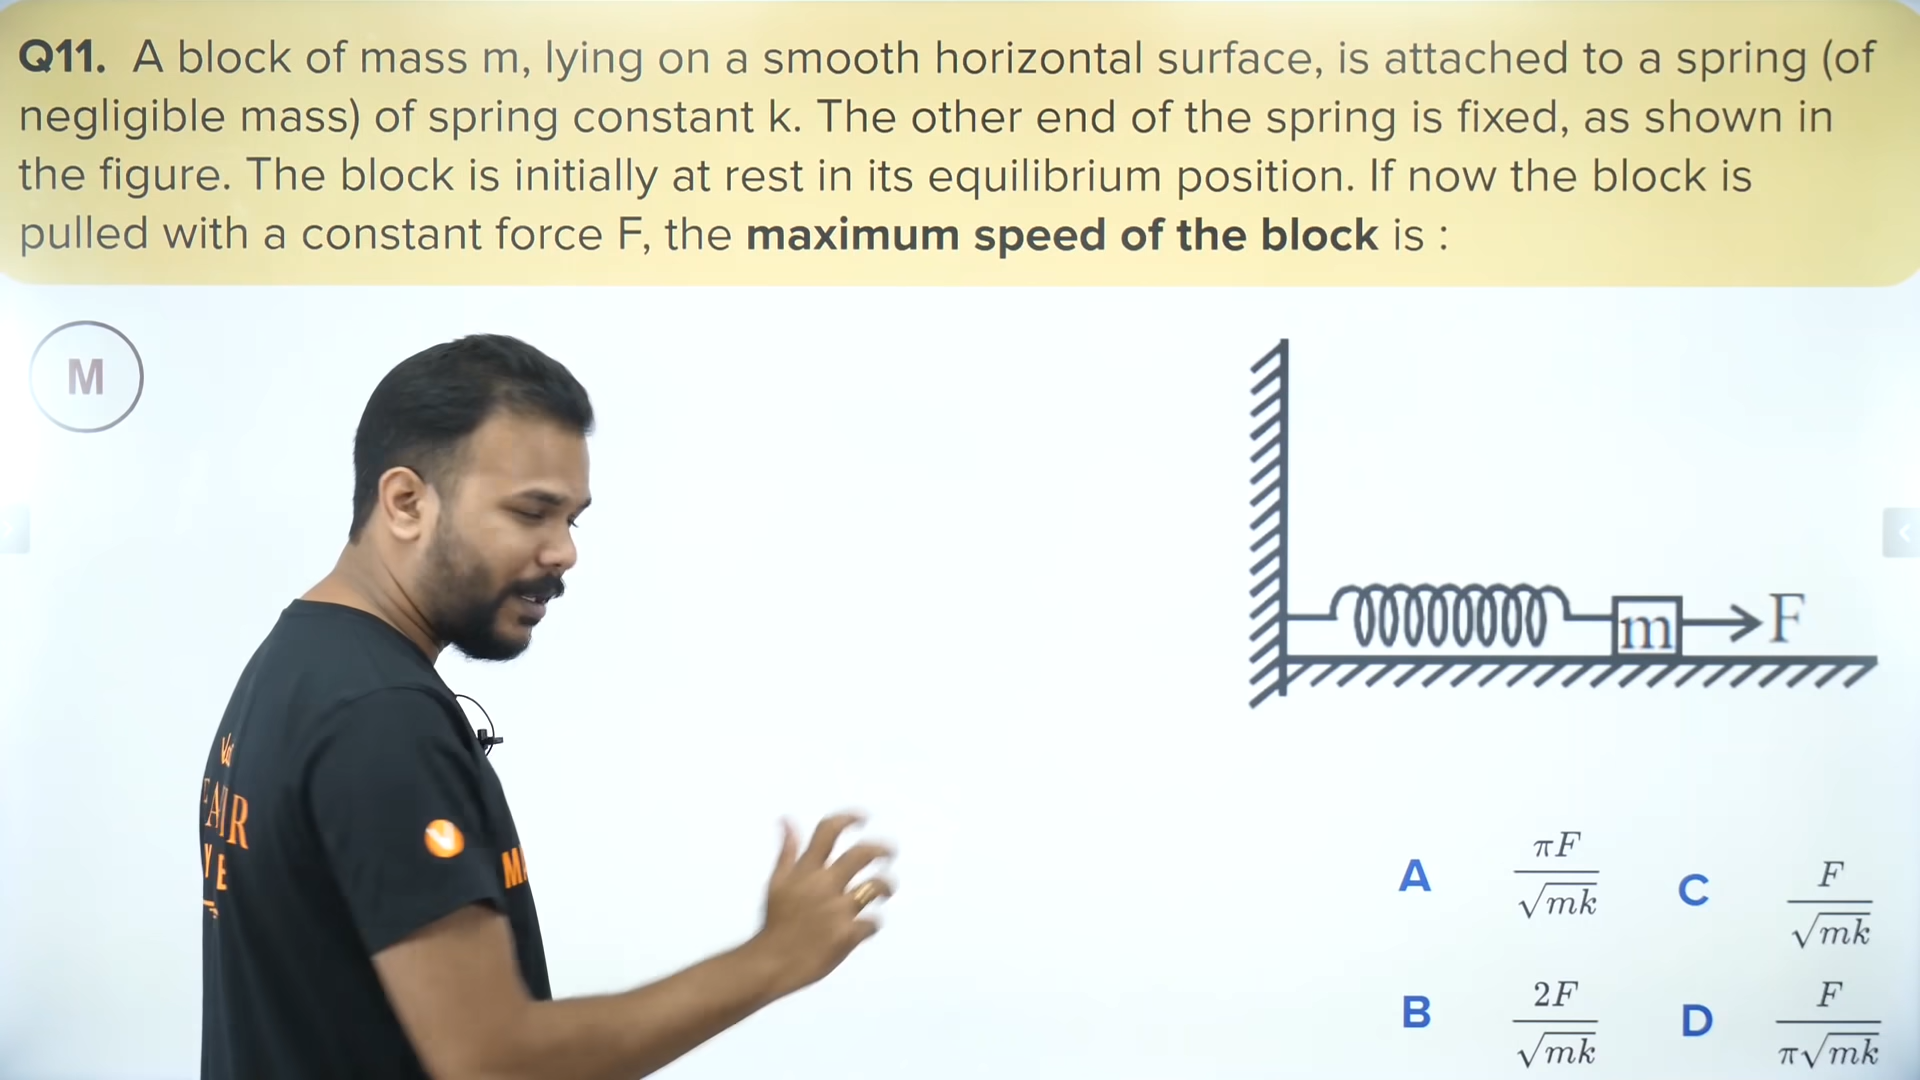 Q11. A block of mass m, lying on a smooth horizontal surface, is attached to a spring (of
negligible mass) of spring constant k. The other end of the spring is fixed, as shown in
the figure. The block is initially at rest in its equilibrium position. If now the block is
pulled with a constant force F, the maximum speed of the block is :
M
m F
A πF/√mk
C F/√mk
B 2F/√mk
D F/π√mk